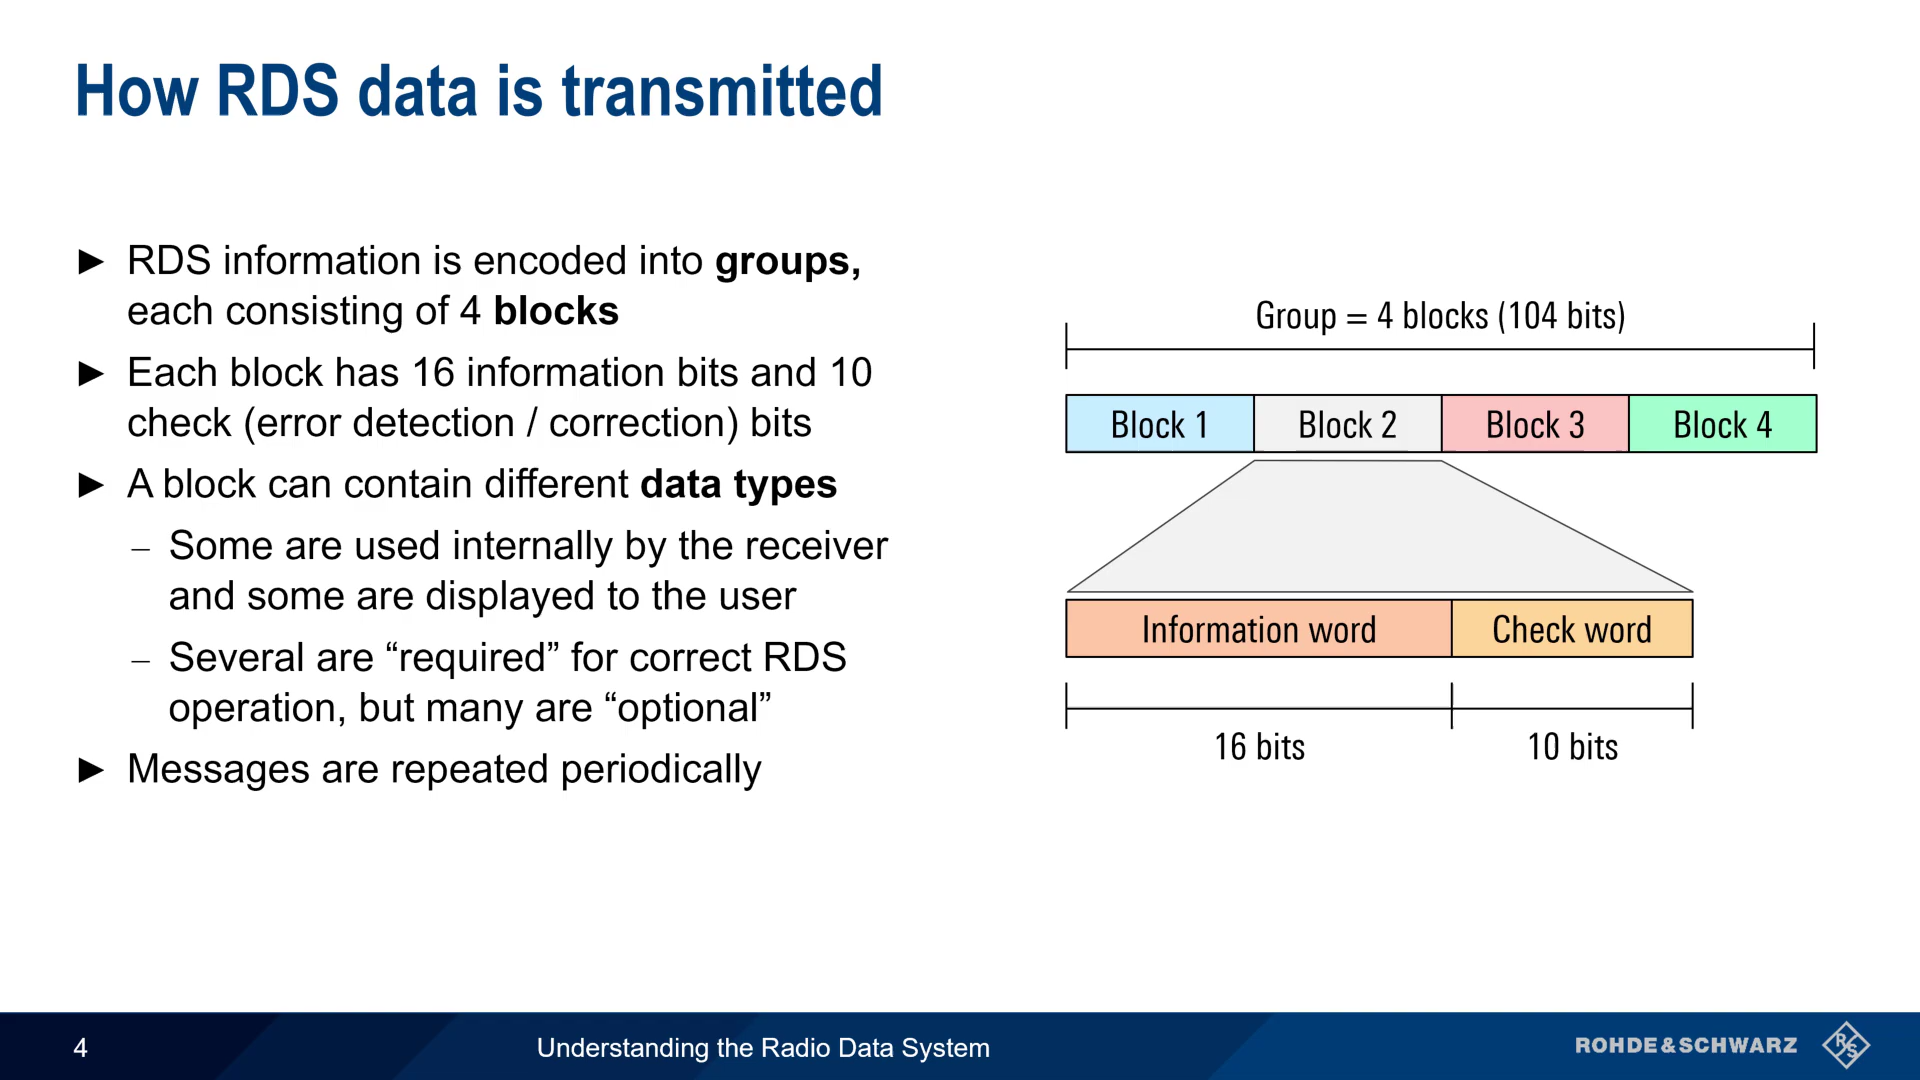 How RDS data is transmitted
► RDS information is encoded into groups,
each consisting of 4 blocks
► Each block has 16 information bits and 10
check (error detection / correction) bits
► A block can contain different data types
– Some are used internally by the receiver
and some are displayed to the user
– Several are “required” for correct RDS
operation, but many are “optional”
► Messages are repeated periodically
Group = 4 blocks (104 bits)
Block 1 Block 2 Block 3 Block 4
Information word Check word
16 bits 10 bits
4 Understanding the Radio Data System ROHDE&SCHWARZ R&S